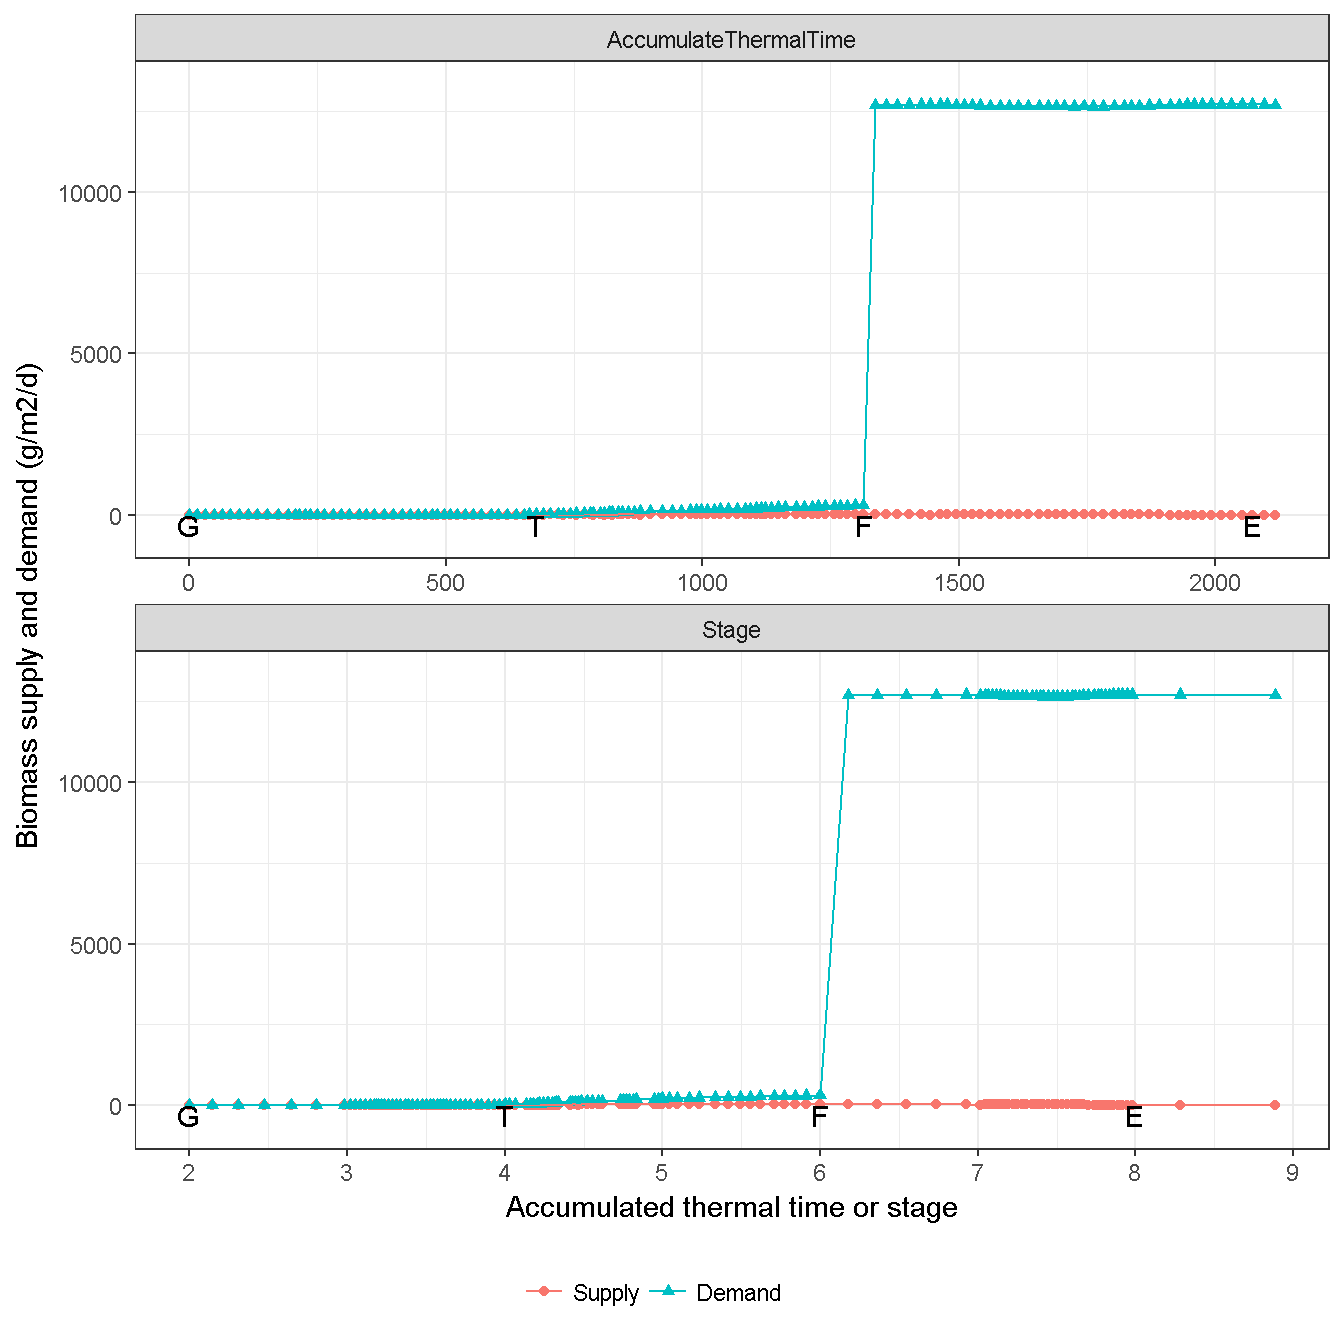 AccumulateThermalTime
10000
5000
0
G
T
F
E
0 500 1000 1500 2000
Stage
10000
5000
0
G
T
F
E
2 3 4 5 6 7 8 9
Biomass supply and demand (g/m2/d)
Accumulated thermal time or stage
Supply Demand